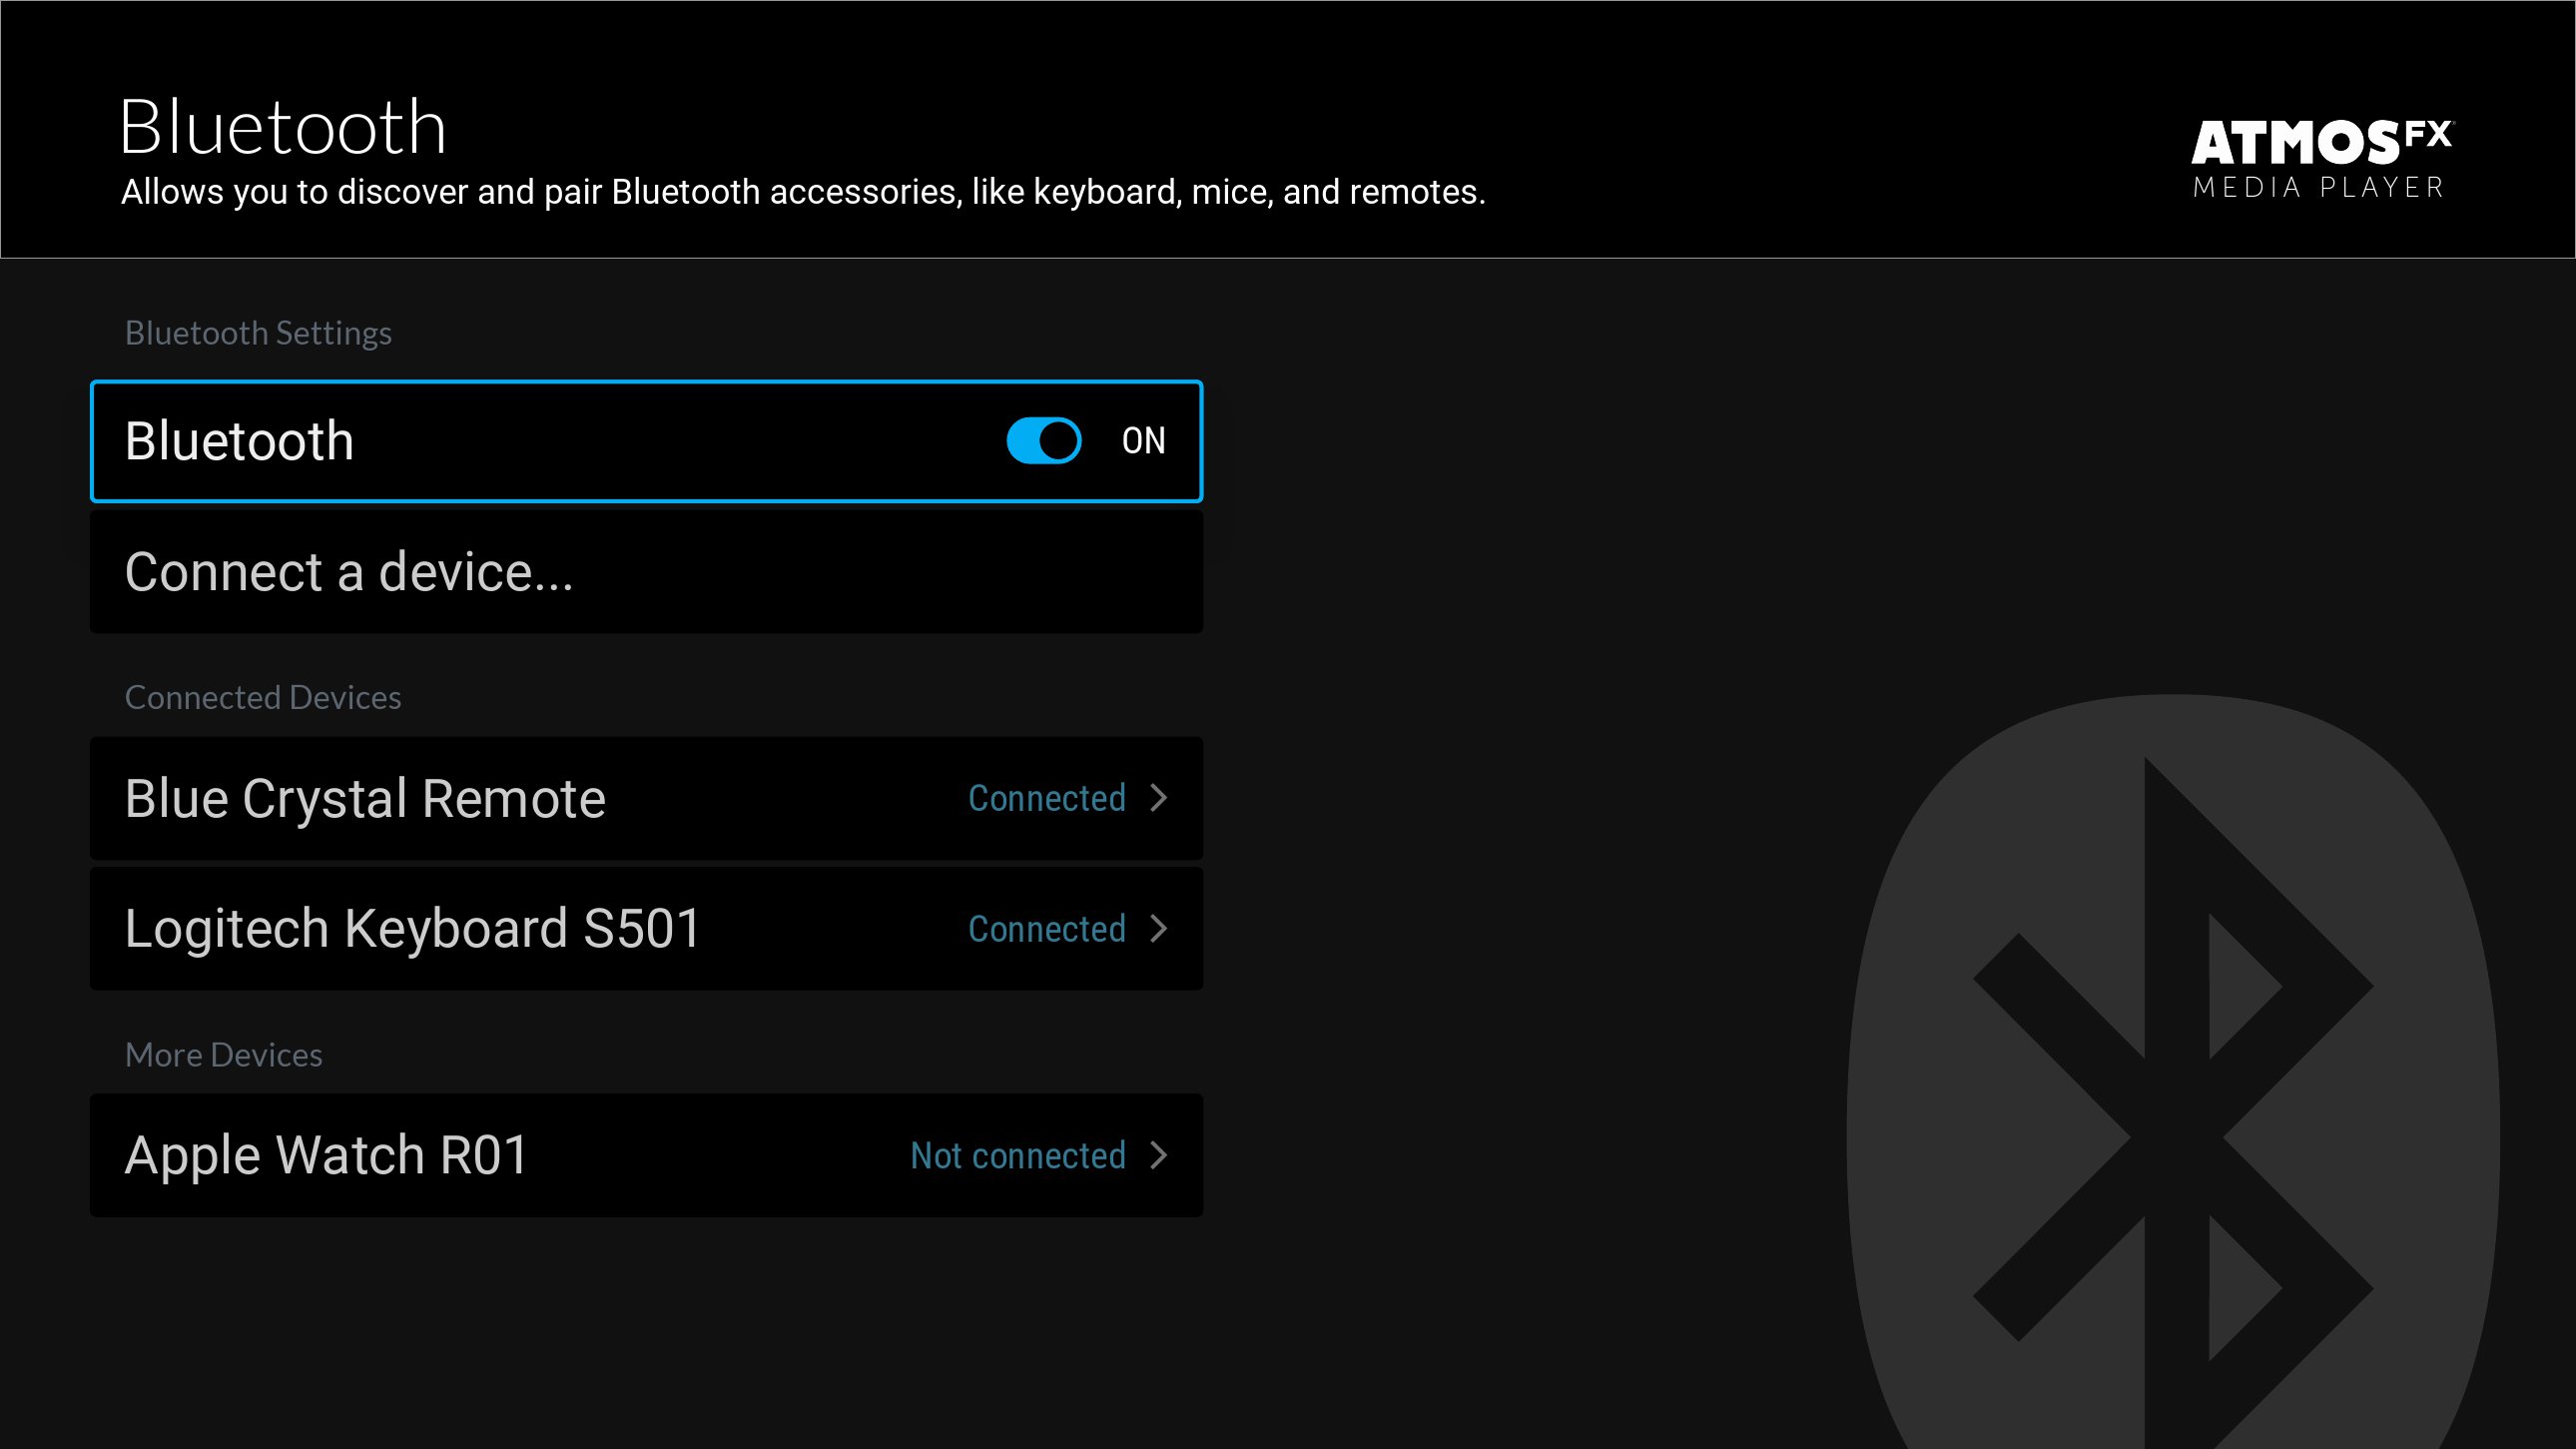 Bluetooth
Allows you to discover and pair Bluetooth accessories, like keyboard, mice, and remotes.
ATMOSFX
MEDIA PLAYER
Bluetooth Settings
Bluetooth ON
Connect a device...
Connected Devices
Blue Crystal Remote Connected
Logitech Keyboard S501 Connected
More Devices
Apple Watch R01 Not connected